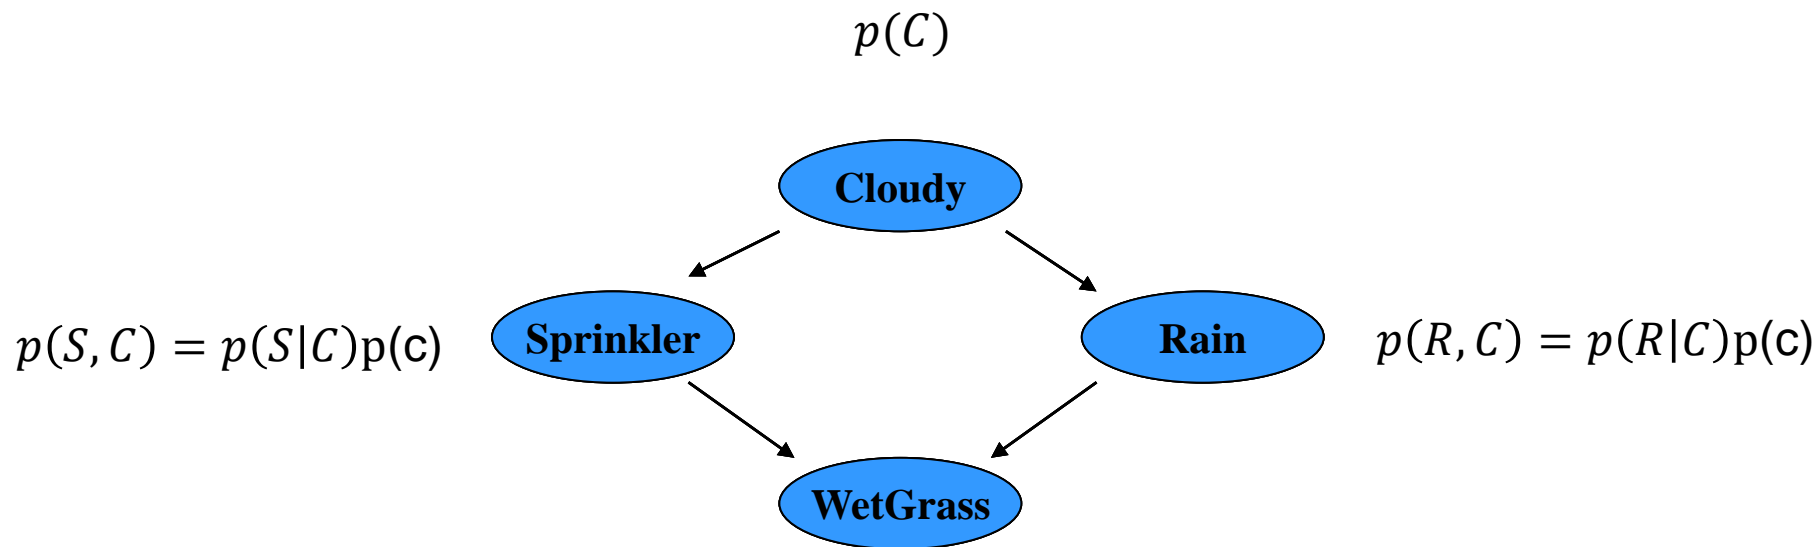 p(C)
Cloudy
p(S, C) = p(S|C)p(c)
Sprinkler
Rain
p(R, C) = p(R|C)p(c)
WetGrass